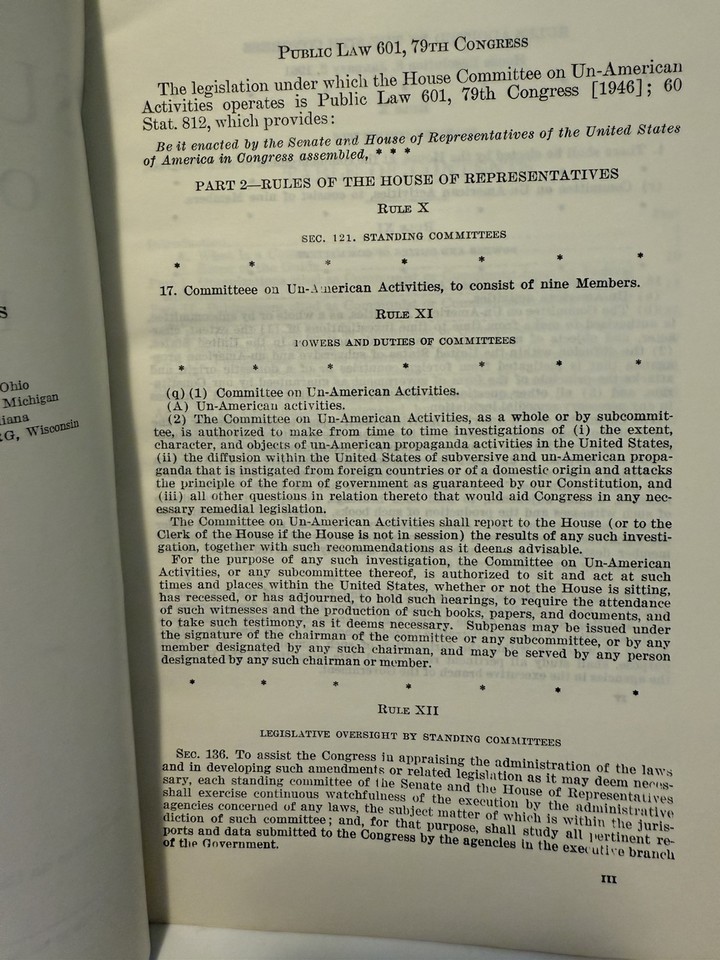 S
Ohio
Michigan
iana
G, Wisconsin
PUBLIC LAW 601, 79TH CONGRESS
The legislation under which the House Committee on Un-American
Activities operates is Public Law 601, 79th Congress [1946]; 60
Stat. 812, which provides:
Be it enacted by the Senate and House of Representatives of the United States
of America in Congress assembled, * * *
PART 2—RULES OF THE HOUSE OF REPRESENTATIVES
RULE X
SEC. 121. STANDING COMMITTEES
* * * * * * *
17. Committeee on Un-American Activities, to consist of nine Members.
RULE XI
POWERS AND DUTIES OF COMMITTEES
* * * * * * *
(q) (1) Committee on Un-American Activities.
(A) Un-American activities.
(2) The Committee on Un-American Activities, as a whole or by subcommit-
tee, is authorized to make from time to time investigations of (i) the extent,
character, and objects of un-American propaganda activities in the United States,
(ii) the diffusion within the United States of subversive and un-American propa-
ganda that is instigated from foreign countries or of a domestic origin and attacks
the principle of the form of government as guaranteed by our Constitution, and
(iii) all other questions in relation thereto that would aid Congress in any nec-
essary remedial legislation.
The Committee on Un-American Activities shall report to the House (or to the
Clerk of the House if the House is not in session) the results of any such investi-
gation, together with such recommendations as it deems advisable.
For the purpose of any such investigation, the Committee on Un-American
Activities, or any subcommittee thereof, is authorized to sit and act at such
times and places within the United States, whether or not the House is sitting,
has recessed, or has adjourned, to hold such hearings, to require the attendance
of such witnesses and the production of such books, papers, and documents, and
to take such testimony, as it deems necessary. Subpenas may be issued under
the signature of the chairman of the committee or any subcommittee, or by any
member designated by any such chairman, and may be served by any person
designated by any such chairman or member.
* * * * * * *
RULE XII
LEGISLATIVE OVERSIGHT BY STANDING COMMITTEES
SEC. 136. To assist the Congress in appraising the administration of the laws
and in developing such amendments or related legislation as it may deem neces-
sary, each standing committee of the Senate and the House of Representatives
shall exercise continuous watchfulness of the execution by the administrative
agencies concerned of any laws, the subject matter of which is within the juris-
diction of such committee; and, for that purpose, shall study all pertinent re-
ports and data submitted to the Congress by the agencies in the executive branch
of the Government.
III